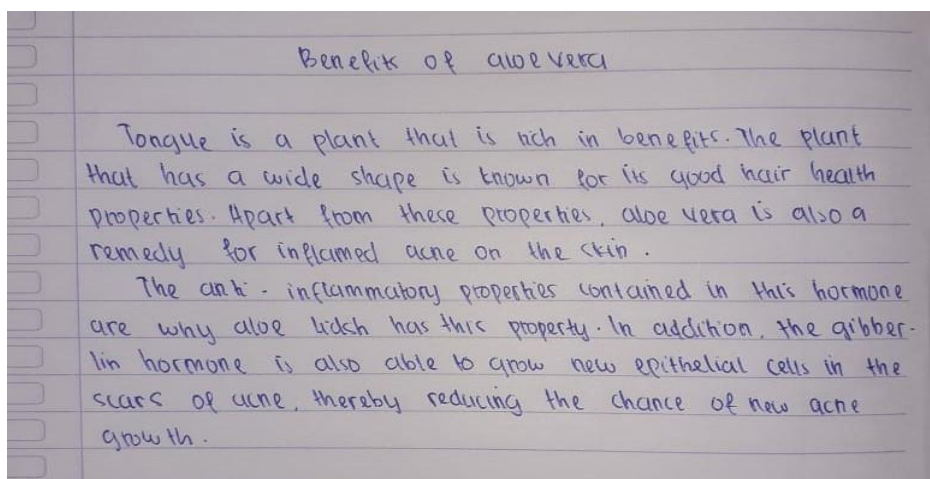 Benefits of aloe vera
Tongue is a plant that is rich in benefits. The plant
that has a wide shape is known for its good hair health
properties. Apart from these properties, aloe vera is also a
remedy for inflamed acne on the skin.
The anti-inflammatory properties contained in this hormone
are why aloe lidsh has this property. In addition, the gibber-
lin hormone is also able to grow new epithelial cells in the
scars of acne, thereby reducing the chance of new acne
growth.